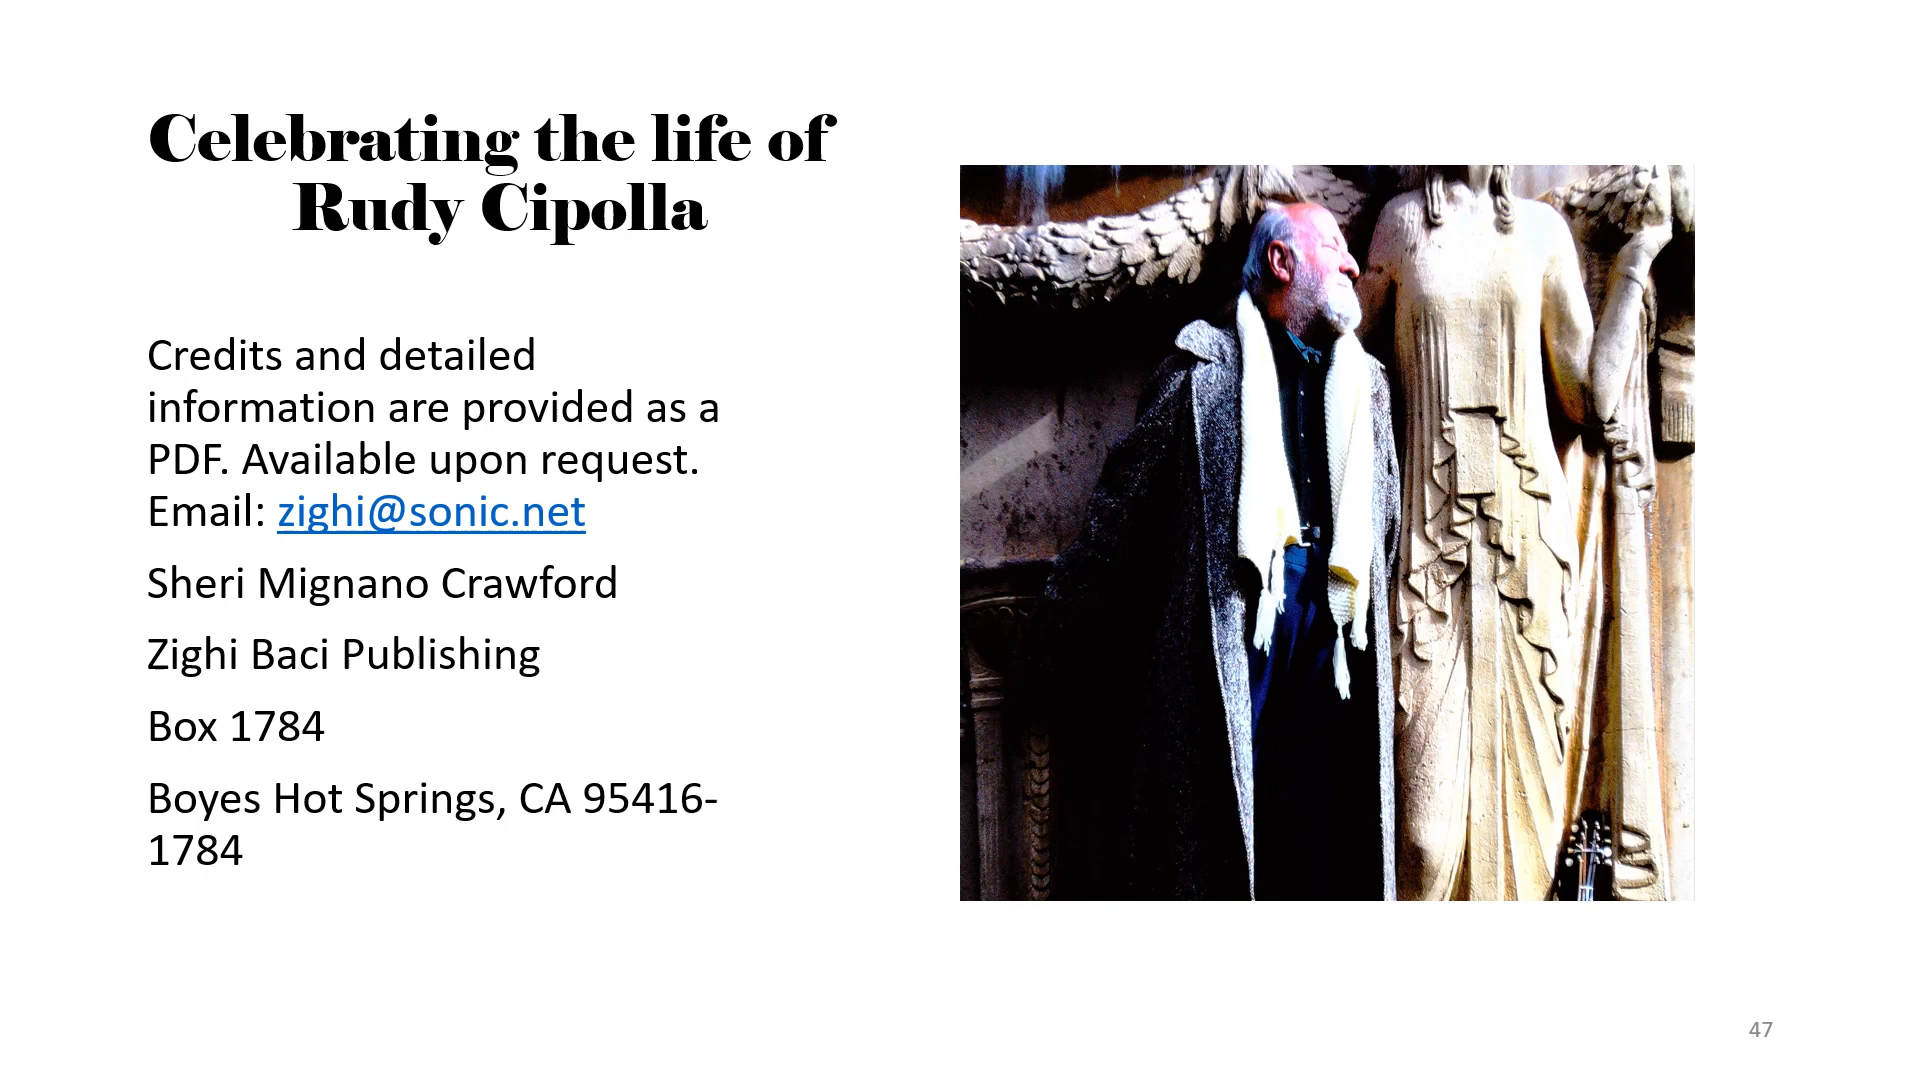 Celebrating the life of
Rudy Cipolla
Credits and detailed
information are provided as a
PDF. Available upon request.
Email: zighi@sonic.net
Sheri Mignano Crawford
Zighi Baci Publishing
Box 1784
Boyes Hot Springs, CA 95416-
1784
47